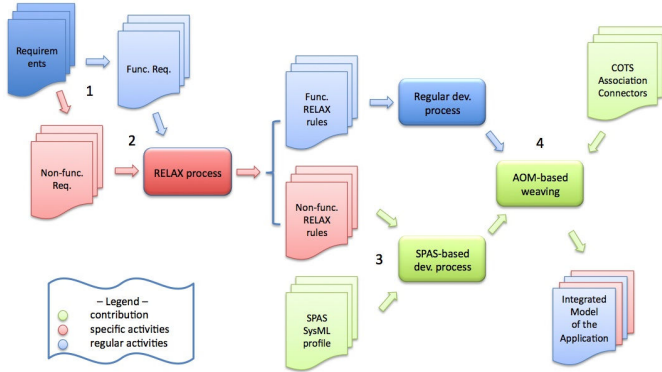 Requirem
ents
1
Func. Req.
2
Non-func.
Req.
RELAX process
Func.
RELAX
rules
Regular dev.
process
COTS
Association
Connectors
4
AOM-based
weaving
Non-func.
RELAX
rules
3
SPAS-based
dev. process
SPAS
SysML
profile
Integrated
Model
of the
Application
– Legend –
contribution
specific activities
regular activities